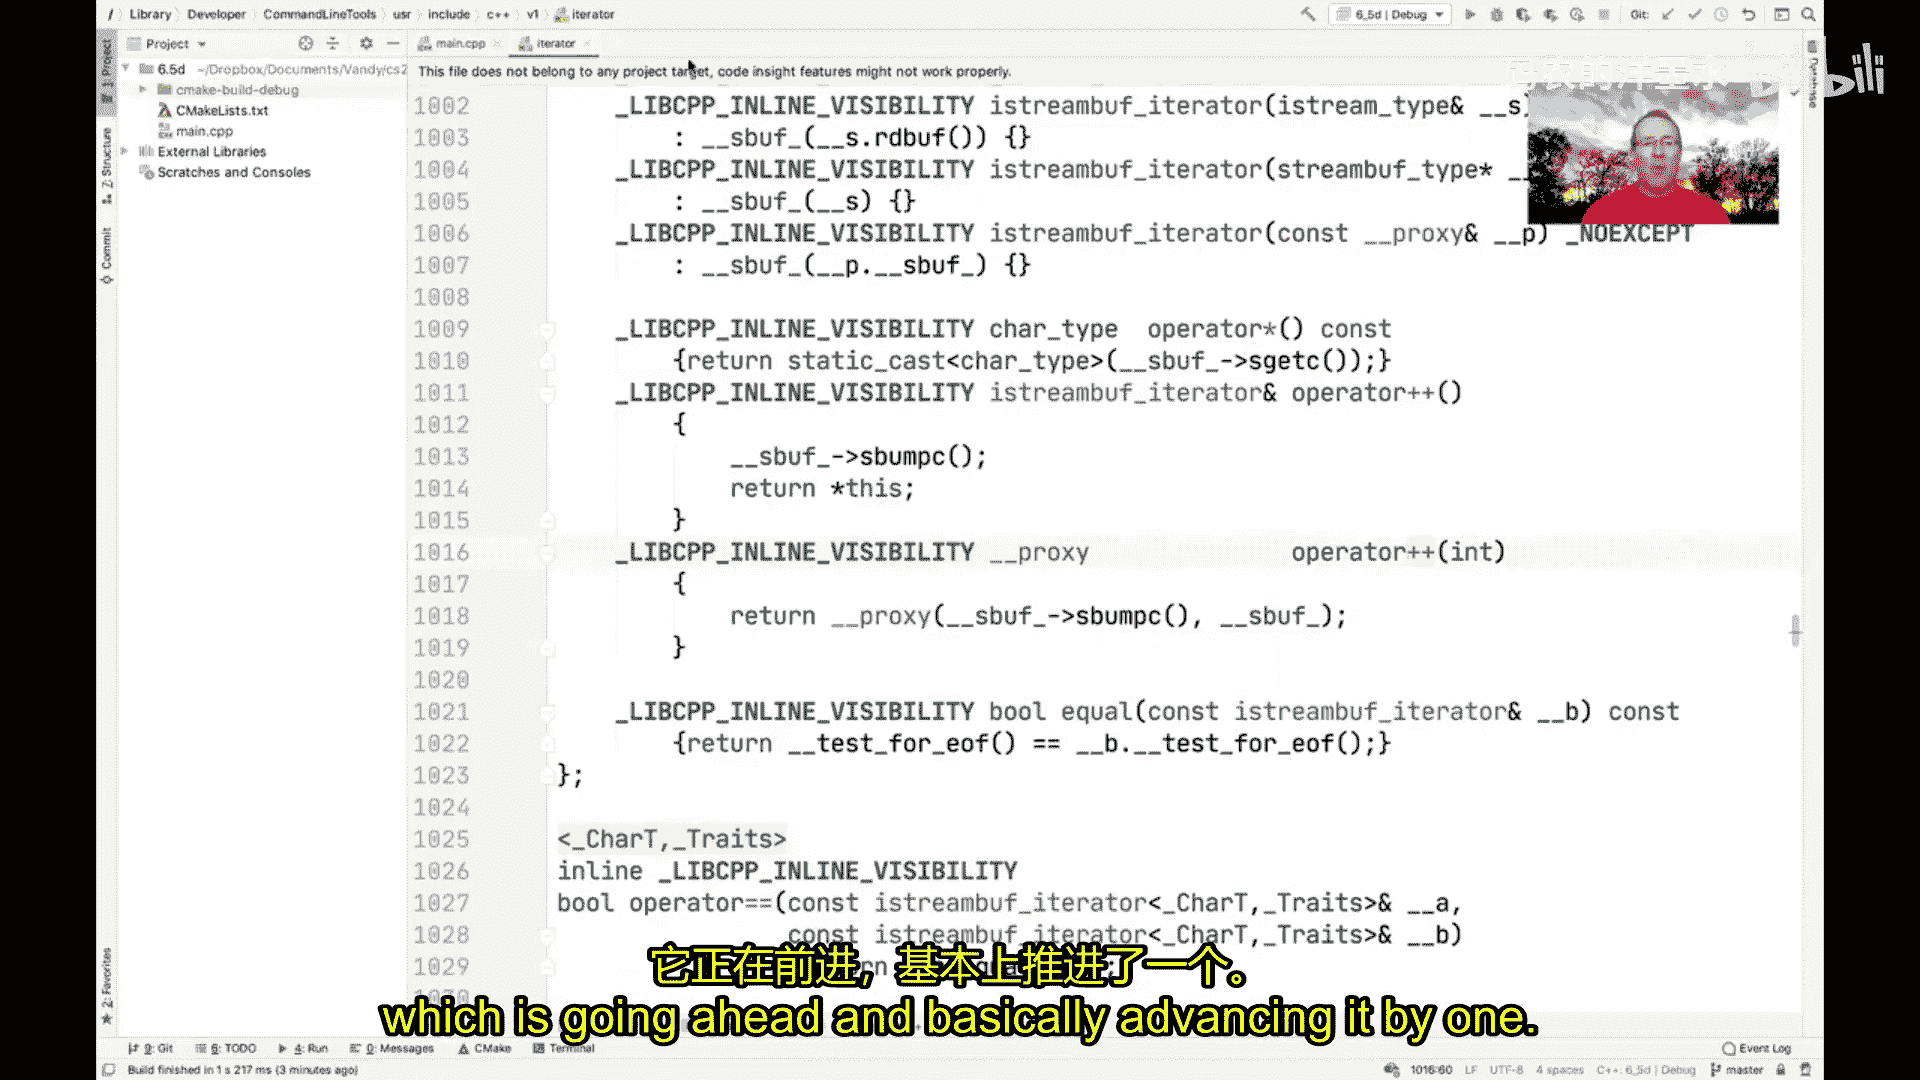 / Library Developer CommandLineTools usr include c++ v1 iterator
6_5d | Debug
Git:
Project
main.cpp
iterator
6.5d ~/Dropbox/Documents/Vandy/cs2
This file does not belong to any project target, code insight features might not work properly.
cmake-build-debug
CMakeLists.txt
main.cpp
External Libraries
Scratches and Consoles
1: Project
Z: Structure
Commit
2: Favorites
1002 _LIBCPP_INLINE_VISIBILITY istreambuf_iterator(istream_type& __s)
1003 : __sbuf_(__s.rdbuf()) {}
1004 _LIBCPP_INLINE_VISIBILITY istreambuf_iterator(streambuf_type* __
1005 : __sbuf_(__s) {}
1006 _LIBCPP_INLINE_VISIBILITY istreambuf_iterator(const __proxy& __p) _NOEXCEPT
1007 : __sbuf_(__p.__sbuf_) {}
1008
1009 _LIBCPP_INLINE_VISIBILITY char_type operator*() const
1010 {return static_cast<char_type>(__sbuf_->sgetc());}
1011 _LIBCPP_INLINE_VISIBILITY istreambuf_iterator& operator++()
1012 {
1013 __sbuf_->sbumpc();
1014 return *this;
1015 }
1016 _LIBCPP_INLINE_VISIBILITY __proxy operator++(int)
1017 {
1018 return __proxy(__sbuf_->sbumpc(), __sbuf_);
1019 }
1020
1021 _LIBCPP_INLINE_VISIBILITY bool equal(const istreambuf_iterator& __b) const
1022 {return __test_for_eof() == __b.__test_for_eof();}
1023 };
1024
1025 <_CharT,_Traits>
1026 inline _LIBCPP_INLINE_VISIBILITY
1027 bool operator==(const istreambuf_iterator<_CharT,_Traits>& __a,
1028 const istreambuf_iterator<_CharT,_Traits>& __b)
1029
它正在前进，基本上推进了一个。
which is going ahead and basically advancing it by one.
9: Git 6: TODO 4: Run 0: Messages CMake Terminal
Event Log
Build finished in 1 s 217 ms (3 minutes ago)
1016:60 LF UTF-8 4 spaces C++: 6_5d | Debug master